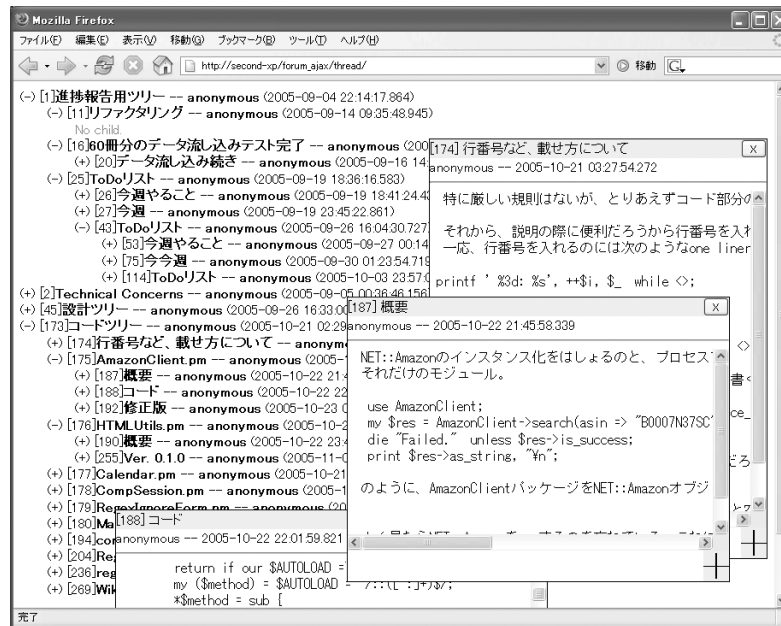 Mozilla Firefox
ファイル(F) 編集(E) 表示(V) 移動(G) ブックマーク(B) ツール(T) ヘルプ(H)
http://second-xp/forum_ajax/thread/ 移動 G
(-) [1]進捗報告用ツリー -- anonymous (2005-09-04 22:14:17.864)
(-) [11]リファクタリング -- anonymous (2005-09-14 09:35:48.945)
No child.
(-) [16]60冊分のデータ流し込みテスト完了 -- anonymous (200
(+) [20]データ流し込み続き -- anonymous (2005-09-16 14:
(-) [25]ToDoリスト -- anonymous (2005-09-19 18:36:16.583)
(+) [26]今週やること -- anonymous (2005-09-19 18:41:24.4
(+) [27]今週 -- anonymous (2005-09-19 23:45:22.861)
(-) [43]ToDoリスト -- anonymous (2005-09-26 16:04:30.727)
(+) [53]今週やること -- anonymous (2005-09-27 00:14
(+) [75]今今週 -- anonymous (2005-09-30 01:23:54.719
(+) [114]ToDoリスト -- anonymous (2005-10-03 23:57:0
(+) [2]Technical Concerns -- anonymous (2005-09-05 00:36:46.156)
(+) [45]設計ツリー -- anonymous (2005-09-26 16:33:00
(-) [173]コードツリー -- anonymous (2005-10-21 02:29
(+) [174]行番号など、載せ方について -- anonymous (20
(-) [175]AmazonClient.pm -- anonymous (2005-
(+) [187]概要 -- anonymous (2005-10-22 21:4
(+) [188]コード -- anonymous (2005-10-22 22
(+) [192]修正版 -- anonymous (2005-10-23 0
(-) [176]HTMLUtils.pm -- anonymous (2005-10-2
(+) [190]概要 -- anonymous (2005-10-22 23:4
(+) [255]Ver. 0.1.0 -- anonymous (2005-11-0
(+) [177]Calendar.pm -- anonymous (2005-10-21
(+) [178]CompSession.pm -- anonymous (2005-1
(+) [179]RegexIgnoreForm.pm -- anonymous (20
(+) [180]Ma
(+) [194]cor
(+) [204]Re
(+) [236]reg
(+) [269]Wik
[174] 行番号など、載せ方について X
anonymous -- 2005-10-21 03:27:54.272
特に厳しい規則はないが、とりあえずコード部分の
それから、説明の際に便利だろうから行番号を入れ
一応、行番号を入れるのには次のようなone liner
printf ' %3d: %s', ++$i, $_ while <>;
[187] 概要 X
anonymous -- 2005-10-22 21:45:58.339
NET::Amazonのインスタンス化をはしょるのと、プロセス
それだけのモジュール。
use AmazonClient;
my $res = AmazonClient->search(asin => "B0007N37SC"
die "Failed." unless $res->is_success;
print $res->as_string, "¥n";
のように、AmazonClientパッケージをNET::Amazonオブジ
[188] コード
anonymous -- 2005-10-22 22:01:59.821
return if our $AUTOLOAD =
my ($method) = $AUTOLOAD =
*$method = sub {
完了